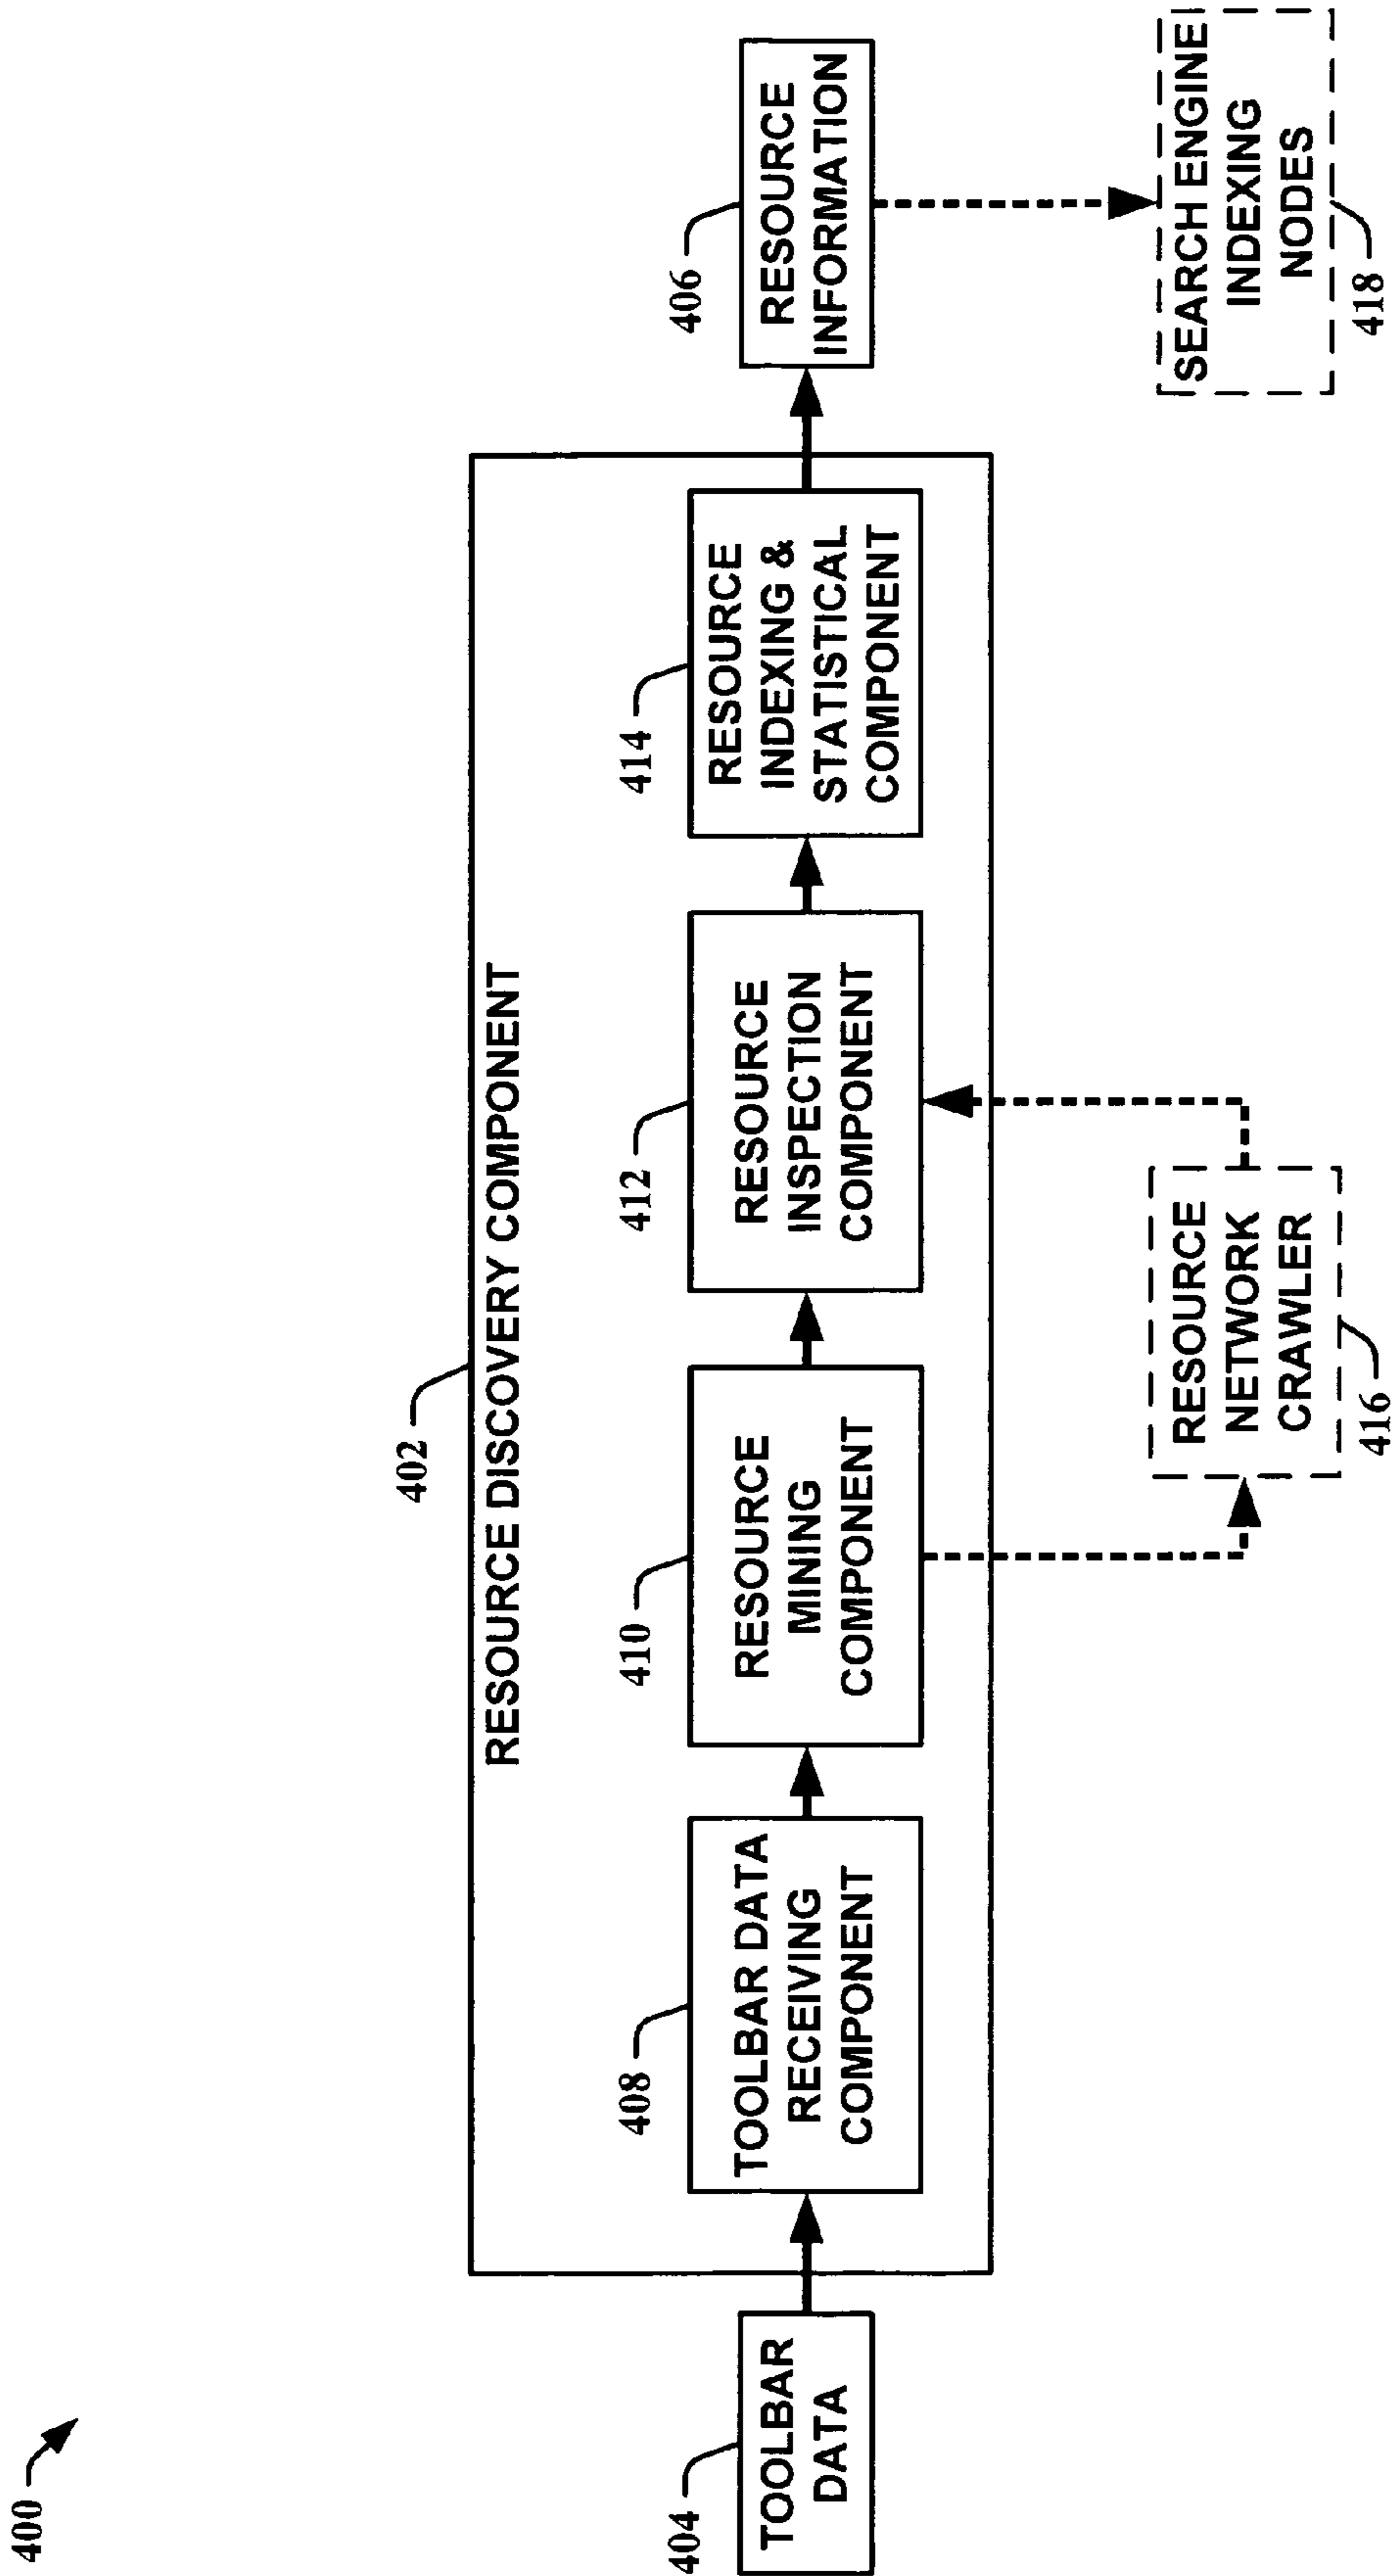 400
402
RESOURCE DISCOVERY COMPONENT
404
TOOLBAR
DATA
408
TOOLBAR DATA
RECEIVING
COMPONENT
410
RESOURCE
MINING
COMPONENT
412
RESOURCE
INSPECTION
COMPONENT
414
RESOURCE
INDEXING &
STATISTICAL
COMPONENT
406
RESOURCE
INFORMATION
RESOURCE
NETWORK
CRAWLER
416
SEARCH ENGINE
INDEXING
NODES
418